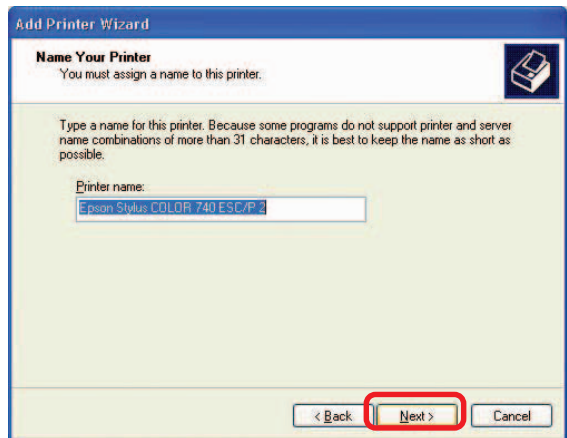 Add Printer Wizard
Name Your Printer
You must assign a name to this printer.
Type a name for this printer. Because some programs do not support printer and server
name combinations of more than 31 characters, it is best to keep the name as short as
possible.
Printer name:
Epson Stylus COLOR 740 ESC/P 2
< Back
Next >
Cancel